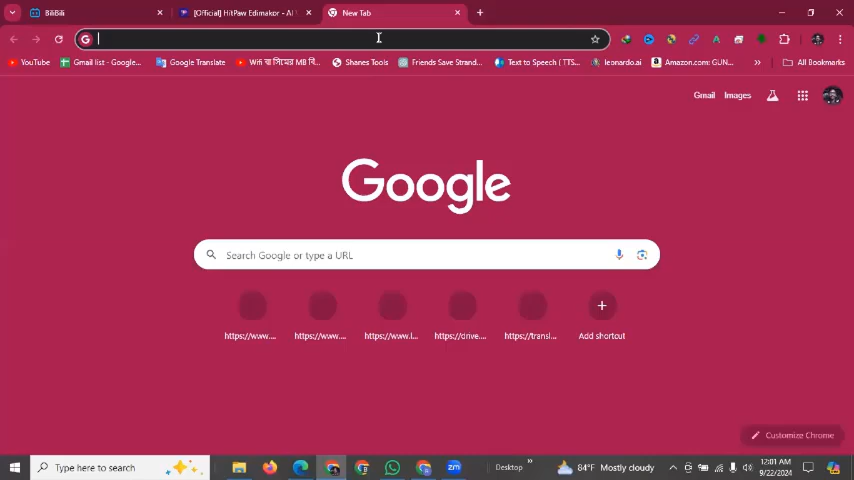 BiliBili
[Official] HitPaw Edimakor - AI
New Tab
YouTube
Gmail list - Google...
Google Translate
Wifi বা সিমের MB বি...
Shanes Tools
Friends Save Strand...
Text to Speech (TTS...
leonardo.ai
Amazon.com: GUN...
»
All Bookmarks
Gmail
Images
Google
Search Google or type a URL
https://www....
https://www....
https://www.l...
https://drive....
https://transl...
Add shortcut
Customize Chrome
Type here to search
Desktop
»
84°F Mostly cloudy
12:01 AM
9/22/2024